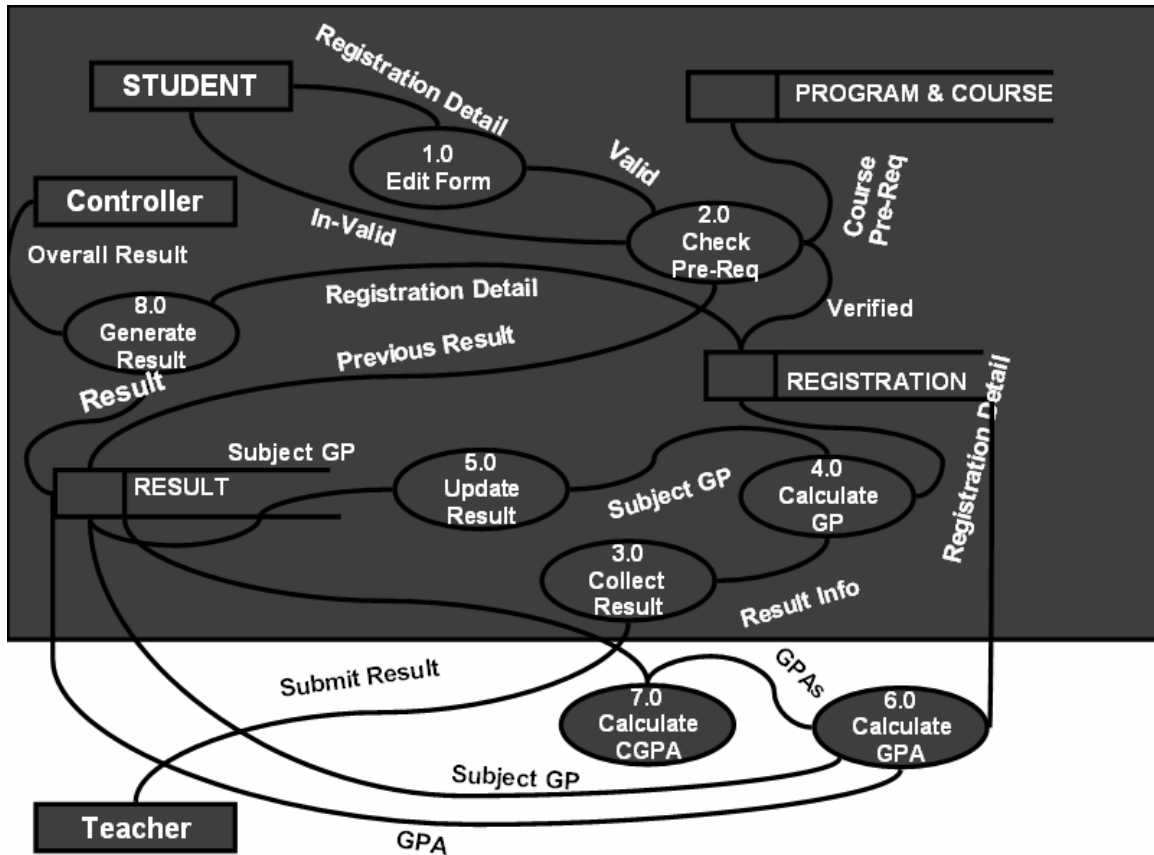 STUDENT
Registration Detail
PROGRAM & COURSE
1.0
Edit Form
Valid
Course
Pre-Req
Controller
In-Valid
2.0
Check
Pre-Req
Overall Result
Registration Detail
8.0
Generate
Result
Verified
Previous Result
Result
REGISTRATION
Registration Detail
Subject GP
RESULT
5.0
Update
Result
Subject GP
4.0
Calculate
GP
3.0
Collect
Result
Result Info
Submit Result
GPAs
7.0
Calculate
CGPA
6.0
Calculate
GPA
Subject GP
Teacher
GPA